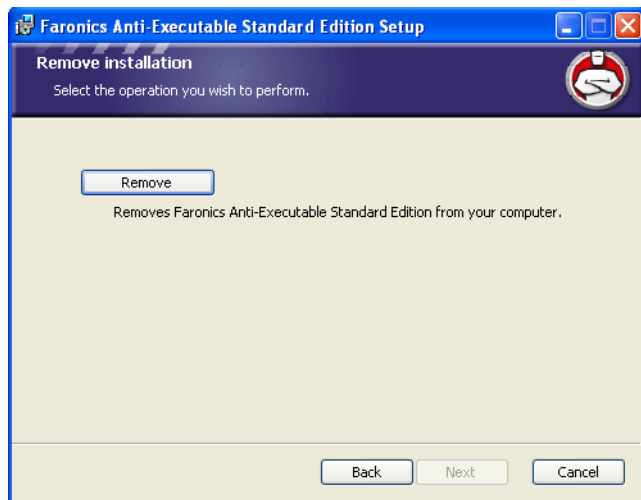 Faronics Anti-Executable Standard Edition Setup
Remove installation
Select the operation you wish to perform.
Remove
Removes Faronics Anti-Executable Standard Edition from your computer.
Back Next Cancel